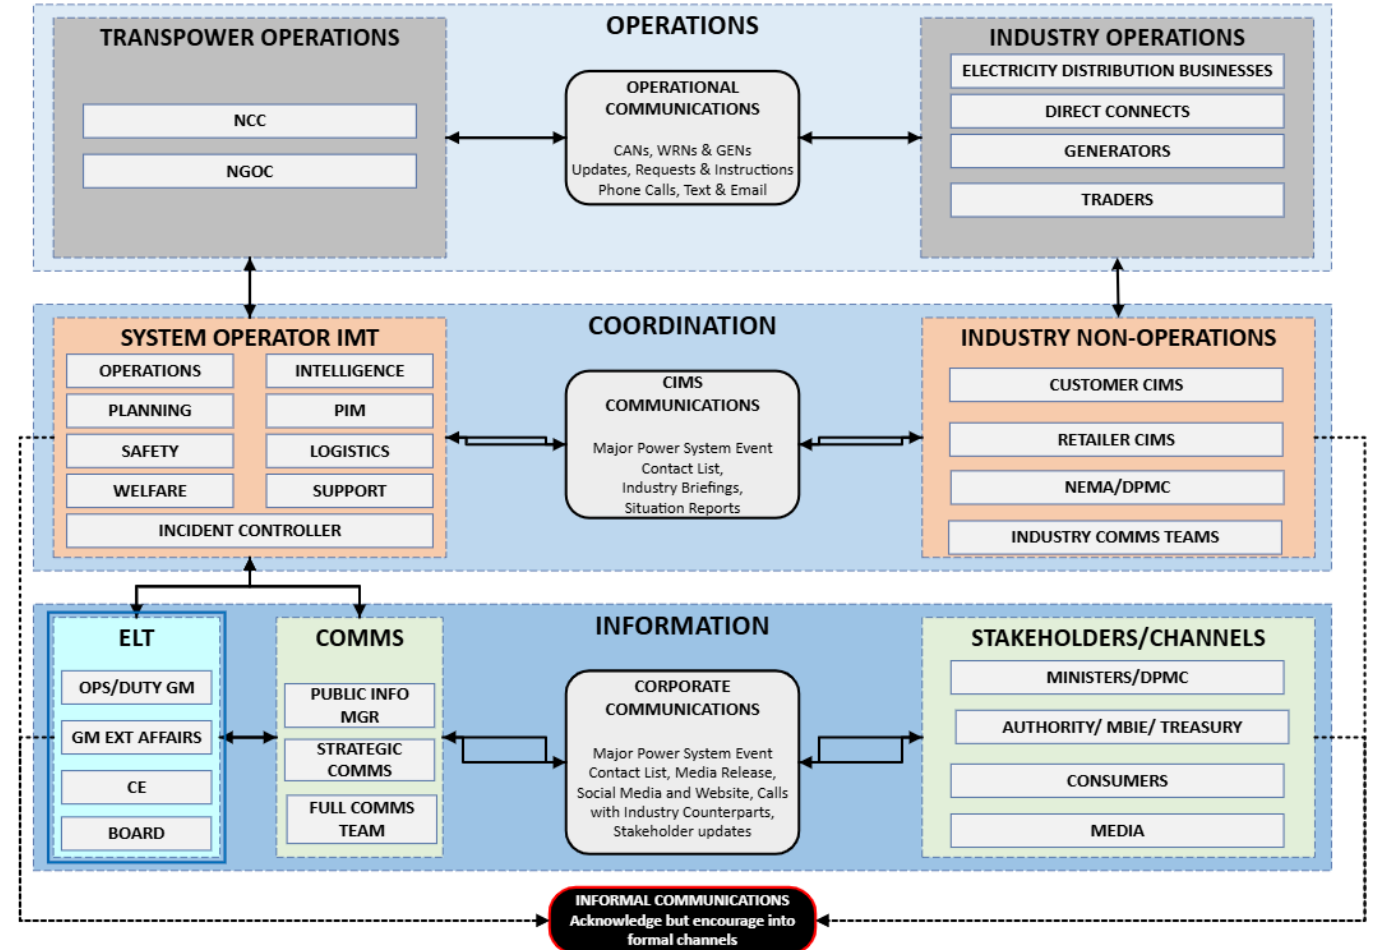 OPERATIONS
TRANSPOWER OPERATIONS
NCC
NGOC
OPERATIONAL
COMMUNICATIONS
CANs, WRNs & GENs
Updates, Requests & Instructions
Phone Calls, Text & Email
INDUSTRY OPERATIONS
ELECTRICITY DISTRIBUTION BUSINESSES
DIRECT CONNECTS
GENERATORS
TRADERS
COORDINATION
SYSTEM OPERATOR IMT
OPERATIONS
INTELLIGENCE
PLANNING
PIM
SAFETY
LOGISTICS
WELFARE
SUPPORT
INCIDENT CONTROLLER
CIMS
COMMUNICATIONS
Major Power System Event
Contact List,
Industry Briefings,
Situation Reports
INDUSTRY NON-OPERATIONS
CUSTOMER CIMS
RETAILER CIMS
NEMA/DPMC
INDUSTRY COMMS TEAMS
INFORMATION
ELT
OPS/DUTY GM
GM EXT AFFAIRS
CE
BOARD
COMMS
PUBLIC INFO
MGR
STRATEGIC
COMMS
FULL COMMS
TEAM
CORPORATE
COMMUNICATIONS
Major Power System Event
Contact List, Media Release,
Social Media and Website, Calls
with Industry Counterparts,
Stakeholder updates
STAKEHOLDERS/CHANNELS
MINISTERS/DPMC
AUTHORITY/ MBIE/ TREASURY
CONSUMERS
MEDIA
INFORMAL COMMUNICATIONS
Acknowledge but encourage into
formal channels